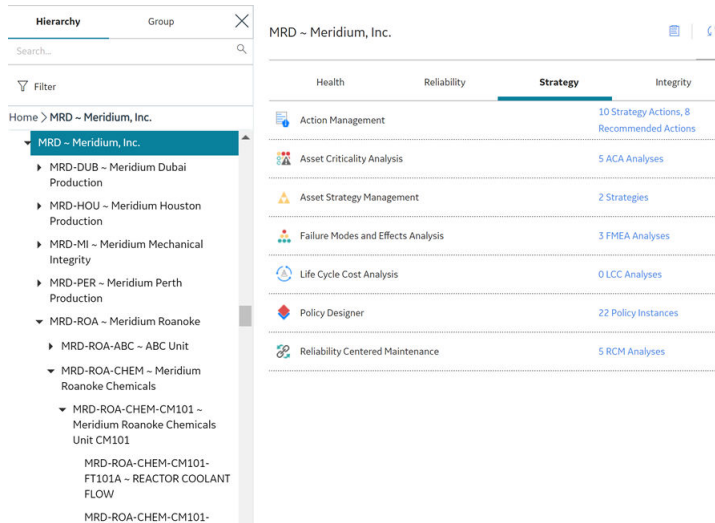 Hierarchy
Group
Search...
Filter
Home > MRD ~ Meridium, Inc.
MRD ~ Meridium, Inc.
MRD-DUB ~ Meridium Dubai
Production
MRD-HOU ~ Meridium Houston
Production
MRD-MI ~ Meridium Mechanical
Integrity
MRD-PER ~ Meridium Perth
Production
MRD-ROA ~ Meridium Roanoke
MRD-ROA-ABC ~ ABC Unit
MRD-ROA-CHEM ~ Meridium
Roanoke Chemicals
MRD-ROA-CHEM-CM101 ~
Meridium Roanoke Chemicals
Unit CM101
MRD-ROA-CHEM-CM101-
FT101A ~ REACTOR COOLANT
FLOW
MRD-ROA-CHEM-CM101-
MRD ~ Meridium, Inc.
Health
Reliability
Strategy
Integrity
Action Management
10 Strategy Actions, 8
Recommended Actions
Asset Criticality Analysis
5 ACA Analyses
Asset Strategy Management
2 Strategies
Failure Modes and Effects Analysis
3 FMEA Analyses
Life Cycle Cost Analysis
0 LCC Analyses
Policy Designer
22 Policy Instances
Reliability Centered Maintenance
5 RCM Analyses